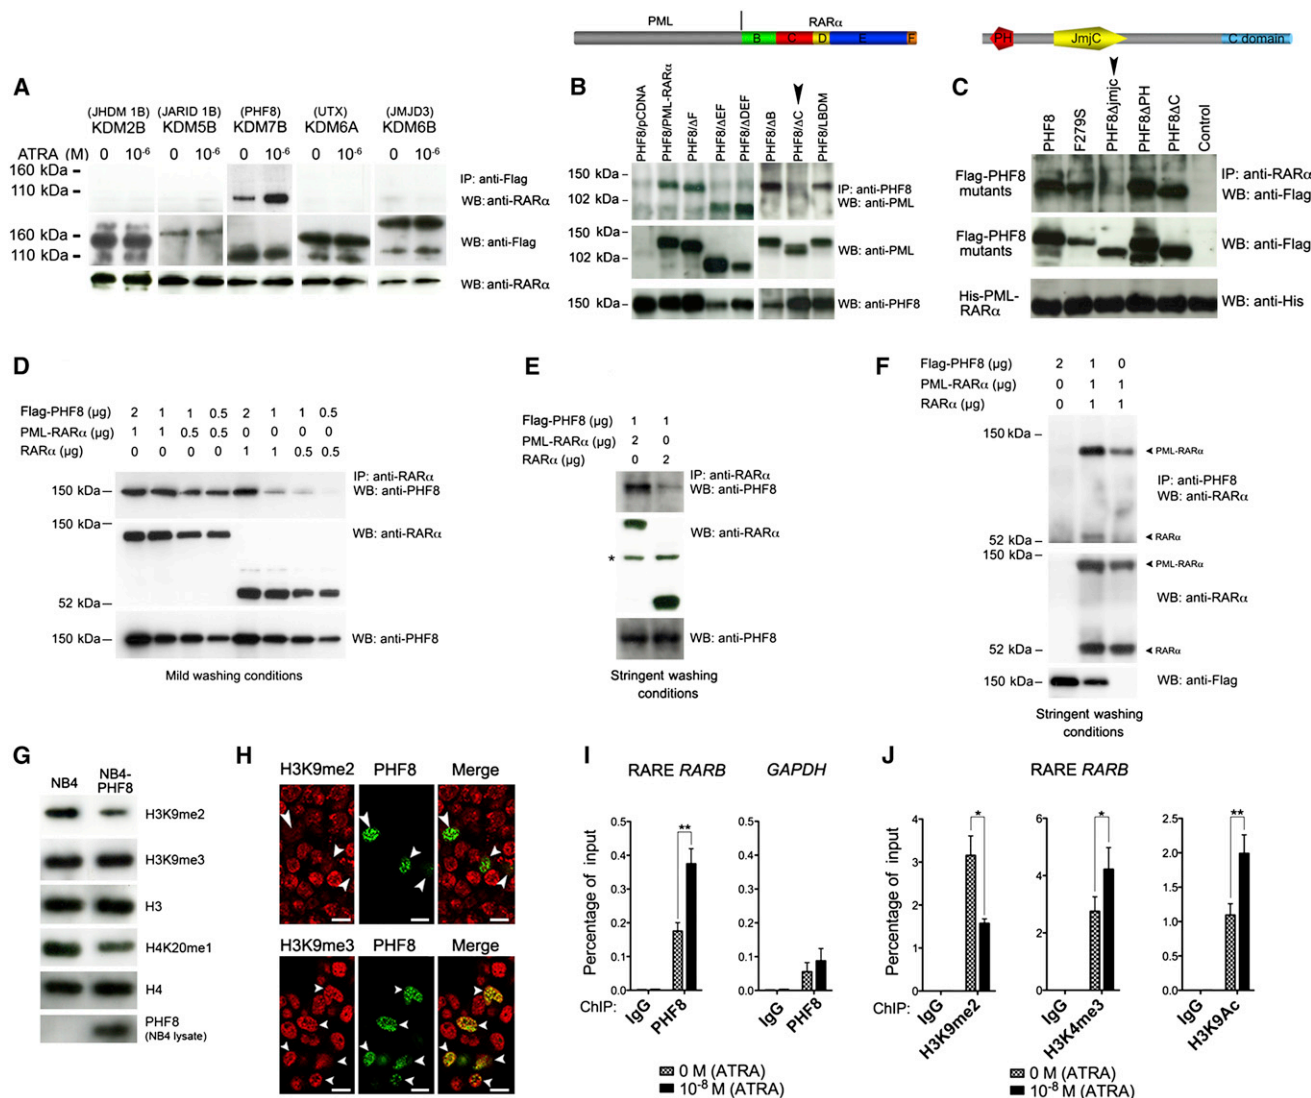 PML RARα
B C D E F
PH JmjC C domain
A
(JHDM 1B) (JARID 1B) (PHF8) (UTX) (JMJD3)
KDM2B KDM5B KDM7B KDM6A KDM6B
ATRA (M) 0 10-6 0 10-6 0 10-6 0 10-6 0 10-6
160 kDa
110 kDa
IP: anti-Flag
WB: anti-RARα
160 kDa
110 kDa
WB: anti-Flag
WB: anti-RARα
B
PHF8/pCDNA
PHF8/PML-RARα
PHF8/ΔF
PHF8/ΔEF
PHF8/ΔDEF
PHF8/ΔB
PHF8/ΔC
PHF8/LBDM
150 kDa
102 kDa
IP: anti-PHF8
WB: anti-PML
150 kDa
102 kDa
WB: anti-PML
150 kDa
WB: anti-PHF8
C
PHF8
F279S
PHF8Δjmjc
PHF8ΔPH
PHF8ΔC
Control
Flag-PHF8
mutants
IP: anti-RARα
WB: anti-Flag
Flag-PHF8
mutants
WB: anti-Flag
His-PML-
RARα
WB: anti-His
D
Flag-PHF8 (µg) 2 1 1 0.5 2 1 1 0.5
PML-RARα (µg) 1 1 0.5 0.5 0 0 0 0
RARα (µg) 0 0 0 0 1 1 0.5 0.5
150 kDa
IP: anti-RARα
WB: anti-PHF8
150 kDa
WB: anti-RARα
52 kDa
150 kDa
WB: anti-PHF8
Mild washing conditions
E
Flag-PHF8 (µg) 1 1
PML-RARα (µg) 2 0
RARα (µg) 0 2
IP: anti-RARα
WB: anti-PHF8
WB: anti-RARα
*
WB: anti-PHF8
Stringent washing
conditions
F
Flag-PHF8 (µg) 2 1 0
PML-RARα (µg) 0 1 1
RARα (µg) 0 1 1
150 kDa
PML-RARα
IP: anti-PHF8
WB: anti-RARα
52 kDa
RARα
150 kDa
PML-RARα
WB: anti-RARα
52 kDa
RARα
150 kDa
WB: anti-Flag
Stringent washing
conditions
G
NB4 NB4-
PHF8
H3K9me2
H3K9me3
H3
H4K20me1
H4
PHF8
(NB4 lysate)
H
H3K9me2 PHF8 Merge
H3K9me3 PHF8 Merge
I
RARE RARB GAPDH
Percentage of input
0.5 0.5
0.4 0.4
0.3 0.3
0.2 0.2
0.1 0.1
0.0 0.0
**
ChIP:
IgG PHF8 IgG PHF8
0 M (ATRA)
10-8 M (ATRA)
J
RARE RARB
Percentage of input
4 6 3
3 4 2
2 2 1
1
0 0 0
* * **
ChIP:
IgG H3K9me2 IgG H3K4me3 IgG H3K9Ac
0 M (ATRA)
10-8 M (ATRA)